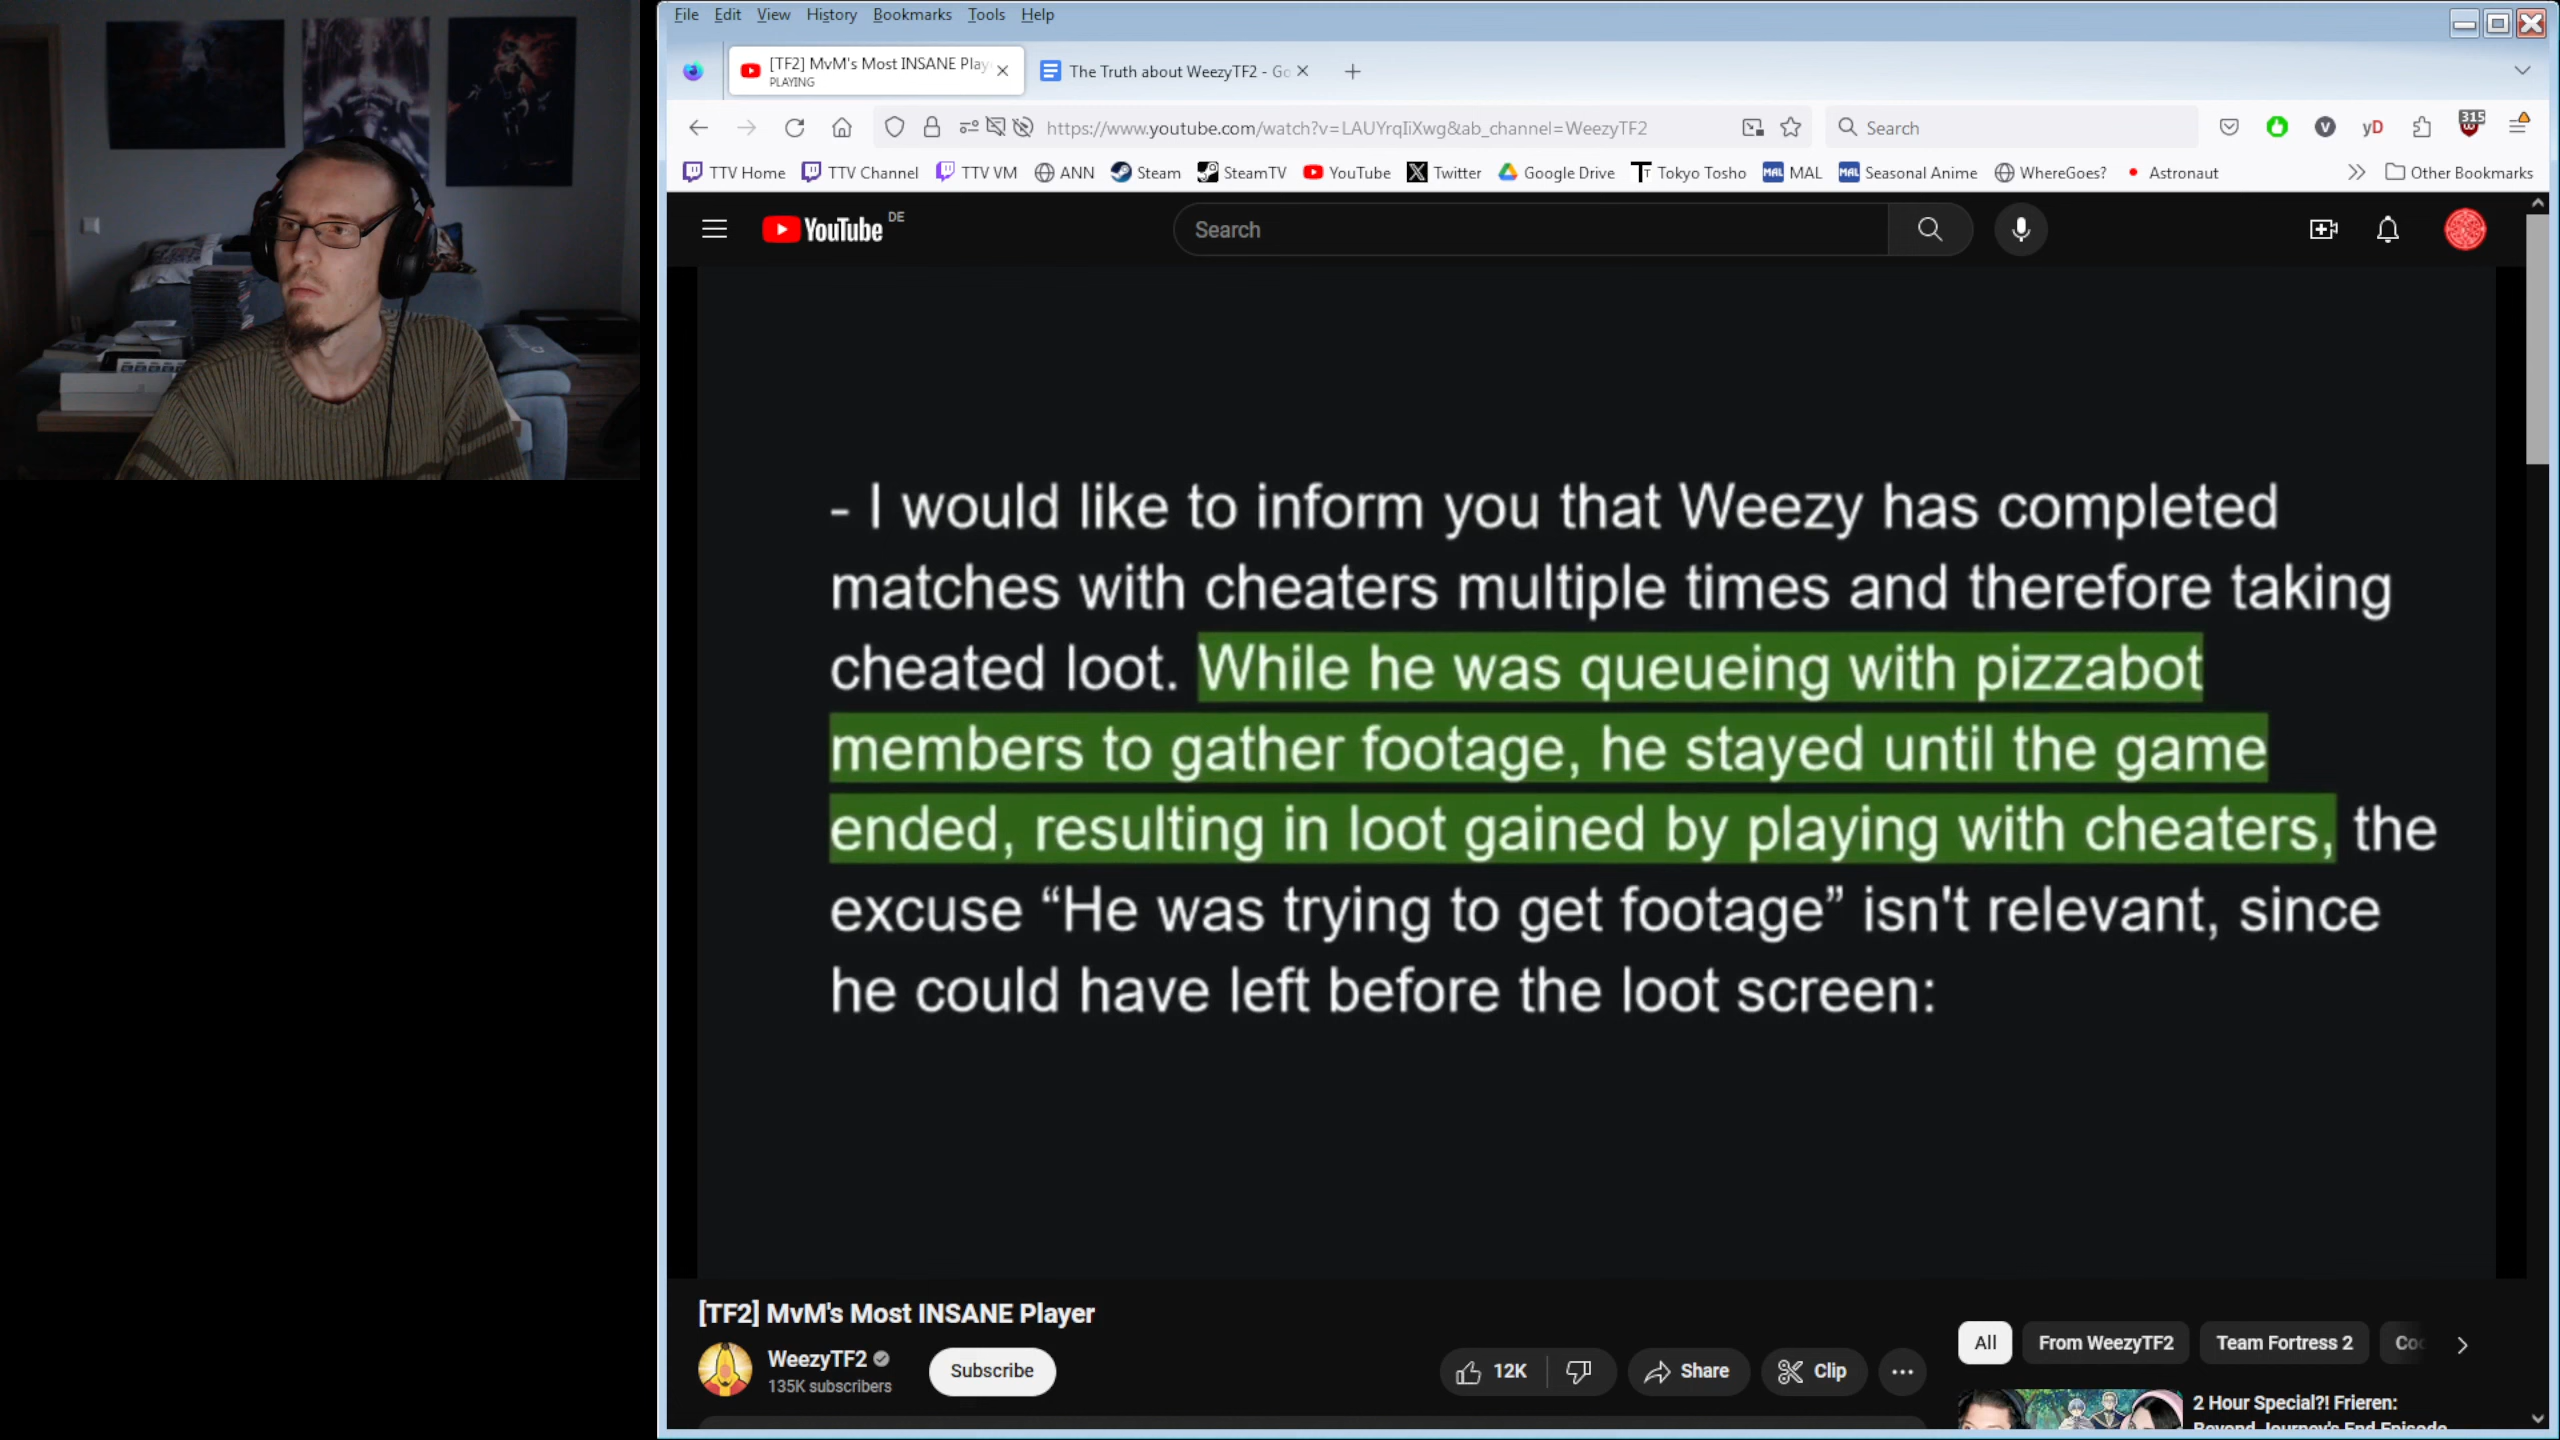 File Edit View History Bookmarks Tools Help
[TF2] MvM's Most INSANE Play
PLAYING
The Truth about WeezyTF2 - Go
https://www.youtube.com/watch?v=LAUYrqIiXwg&ab_channel=WeezyTF2
Search
yD
315
TTV Home TTV Channel TTV VM ANN Steam SteamTV YouTube Twitter Google Drive Tokyo Tosho MAL Seasonal Anime WhereGoes? Astronaut Other Bookmarks
YouTube DE
Search
- I would like to inform you that Weezy has completed
matches with cheaters multiple times and therefore taking
cheated loot. While he was queueing with pizzabot
members to gather footage, he stayed until the game
ended, resulting in loot gained by playing with cheaters, the
excuse “He was trying to get footage” isn't relevant, since
he could have left before the loot screen:
[TF2] MvM's Most INSANE Player
WeezyTF2
135K subscribers
Subscribe
12K
Share
Clip
All From WeezyTF2 Team Fortress 2
2 Hour Special?! Frieren:
Beyond Journey's End Episode